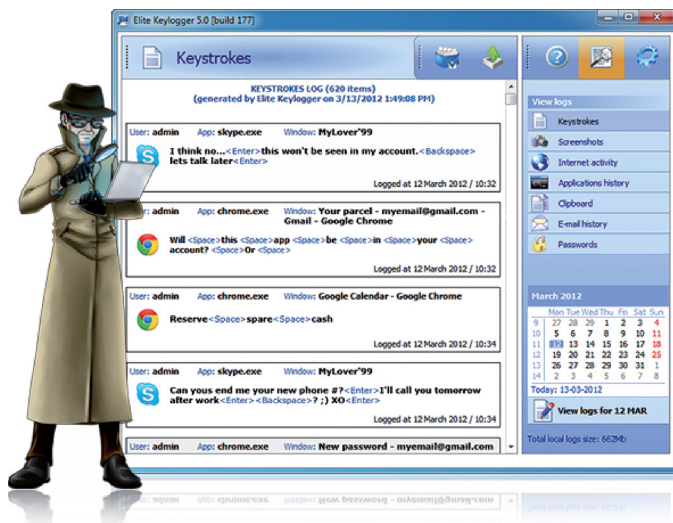 Elite Keylogger 5.0 [build 177]
Keystrokes
KEYSTROKES LOG (620 items)
(generated by Elite Keylogger on 3/13/2012 1:49:08 PM)
User: admin App: skype.exe Window: MyLover'99
I think no...<Enter>this won't be seen in my account.<Backspace>
lets talk later<Enter>
Logged at 12 March 2012 / 10:32
User: admin App: chrome.exe Window: Your parcel - myemail@gmail.com -
Gmail - Google Chrome
Will <Space>this <Space>app <Space>be <Space>in <Space>your <Space>
account? <Space>Or <Space>
Logged at 12 March 2012 / 10:32
User: admin App: chrome.exe Window: Google Calendar - Google Chrome
Reserve<Space>spare<Space>cash
User: admin App: skype.exe Window: MyLover'99
Can yous end me your new phone #?<Enter>I'll call you tomorrow
after work<Enter> <Backspace>? ;) XO<Enter>
Logged at 12 March 2012 / 10:34
User: admin App: chrome.exe Window: New password - myemail@gmail.com
View logs
Keystrokes
Screenshots
Internet activity
Applications history
Clipboard
E-mail history
Passwords
March 2012
Mon Tue Wed Thu Fri Sat Sun
9 27 28 29 1 2 3 4
10 5 6 7 8 9 10 11
11 12 13 14 15 16 17 18
12 19 20 21 22 23 24 25
13 26 27 28 29 30 31 1
14 2 3 4 5 6 7 8
Today: 13-03-2012
View logs for 12 MAR
Total local logs size: 662Mb